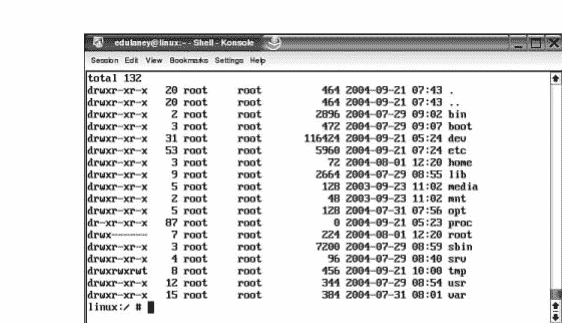 edulaney@linux:~ - Shell - Konsole
Session Edit View Bookmarks Settings Help
total 132
drwxr-xr-x 20 root root 464 2004-09-21 07:43 .
drwxr-xr-x 20 root root 464 2004-09-21 07:43 ..
drwxr-xr-x 2 root root 2896 2004-07-29 09:02 bin
drwxr-xr-x 3 root root 472 2004-07-29 09:07 boot
drwxr-xr-x 31 root root 116424 2004-09-21 05:24 dev
drwxr-xr-x 53 root root 5960 2004-09-21 07:24 etc
drwxr-xr-x 3 root root 72 2004-08-01 12:20 home
drwxr-xr-x 9 root root 2664 2004-07-29 08:55 lib
drwxr-xr-x 5 root root 128 2003-09-23 11:02 media
drwxr-xr-x 2 root root 48 2003-09-23 11:02 mnt
drwxr-xr-x 5 root root 128 2004-07-31 07:56 opt
dr-xr-xr-x 87 root root 0 2004-09-21 05:23 proc
drwx------ 7 root root 224 2004-08-01 12:20 root
drwxr-xr-x 3 root root 7200 2004-07-29 08:59 sbin
drwxr-xr-x 4 root root 96 2004-07-29 08:40 srv
drwxrwxrwt 8 root root 456 2004-09-21 10:00 tmp
drwxr-xr-x 12 root root 344 2004-07-29 08:54 usr
drwxr-xr-x 15 root root 384 2004-07-31 08:01 var
linux:/ #